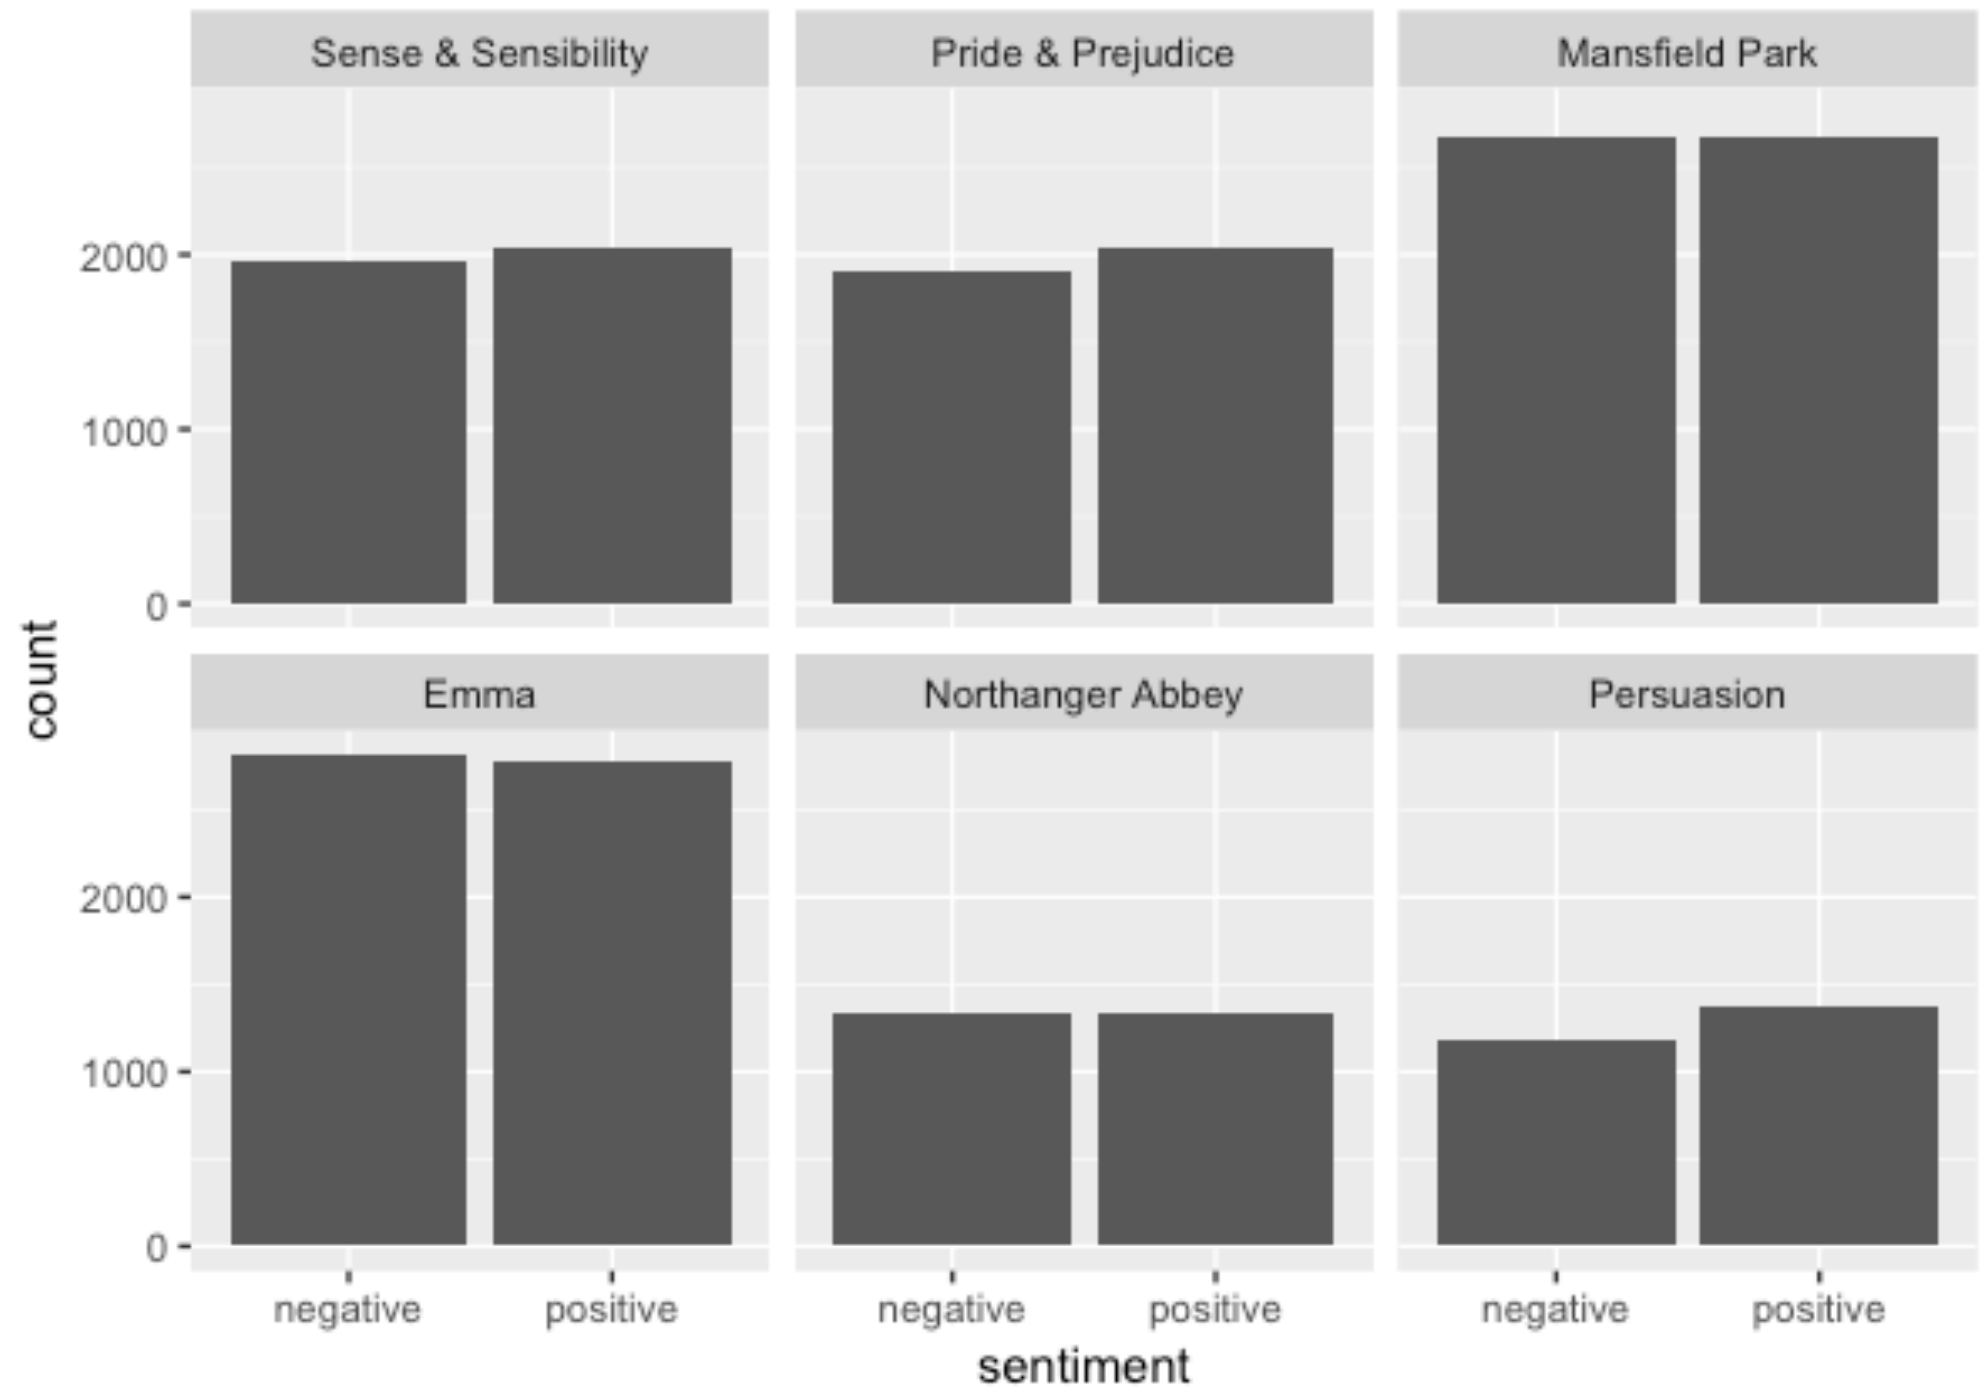 Sense & Sensibility
Pride & Prejudice
Mansfield Park
2000
1000
0
count
Emma
Northanger Abbey
Persuasion
2000
1000
0
negative positive negative positive negative positive
sentiment